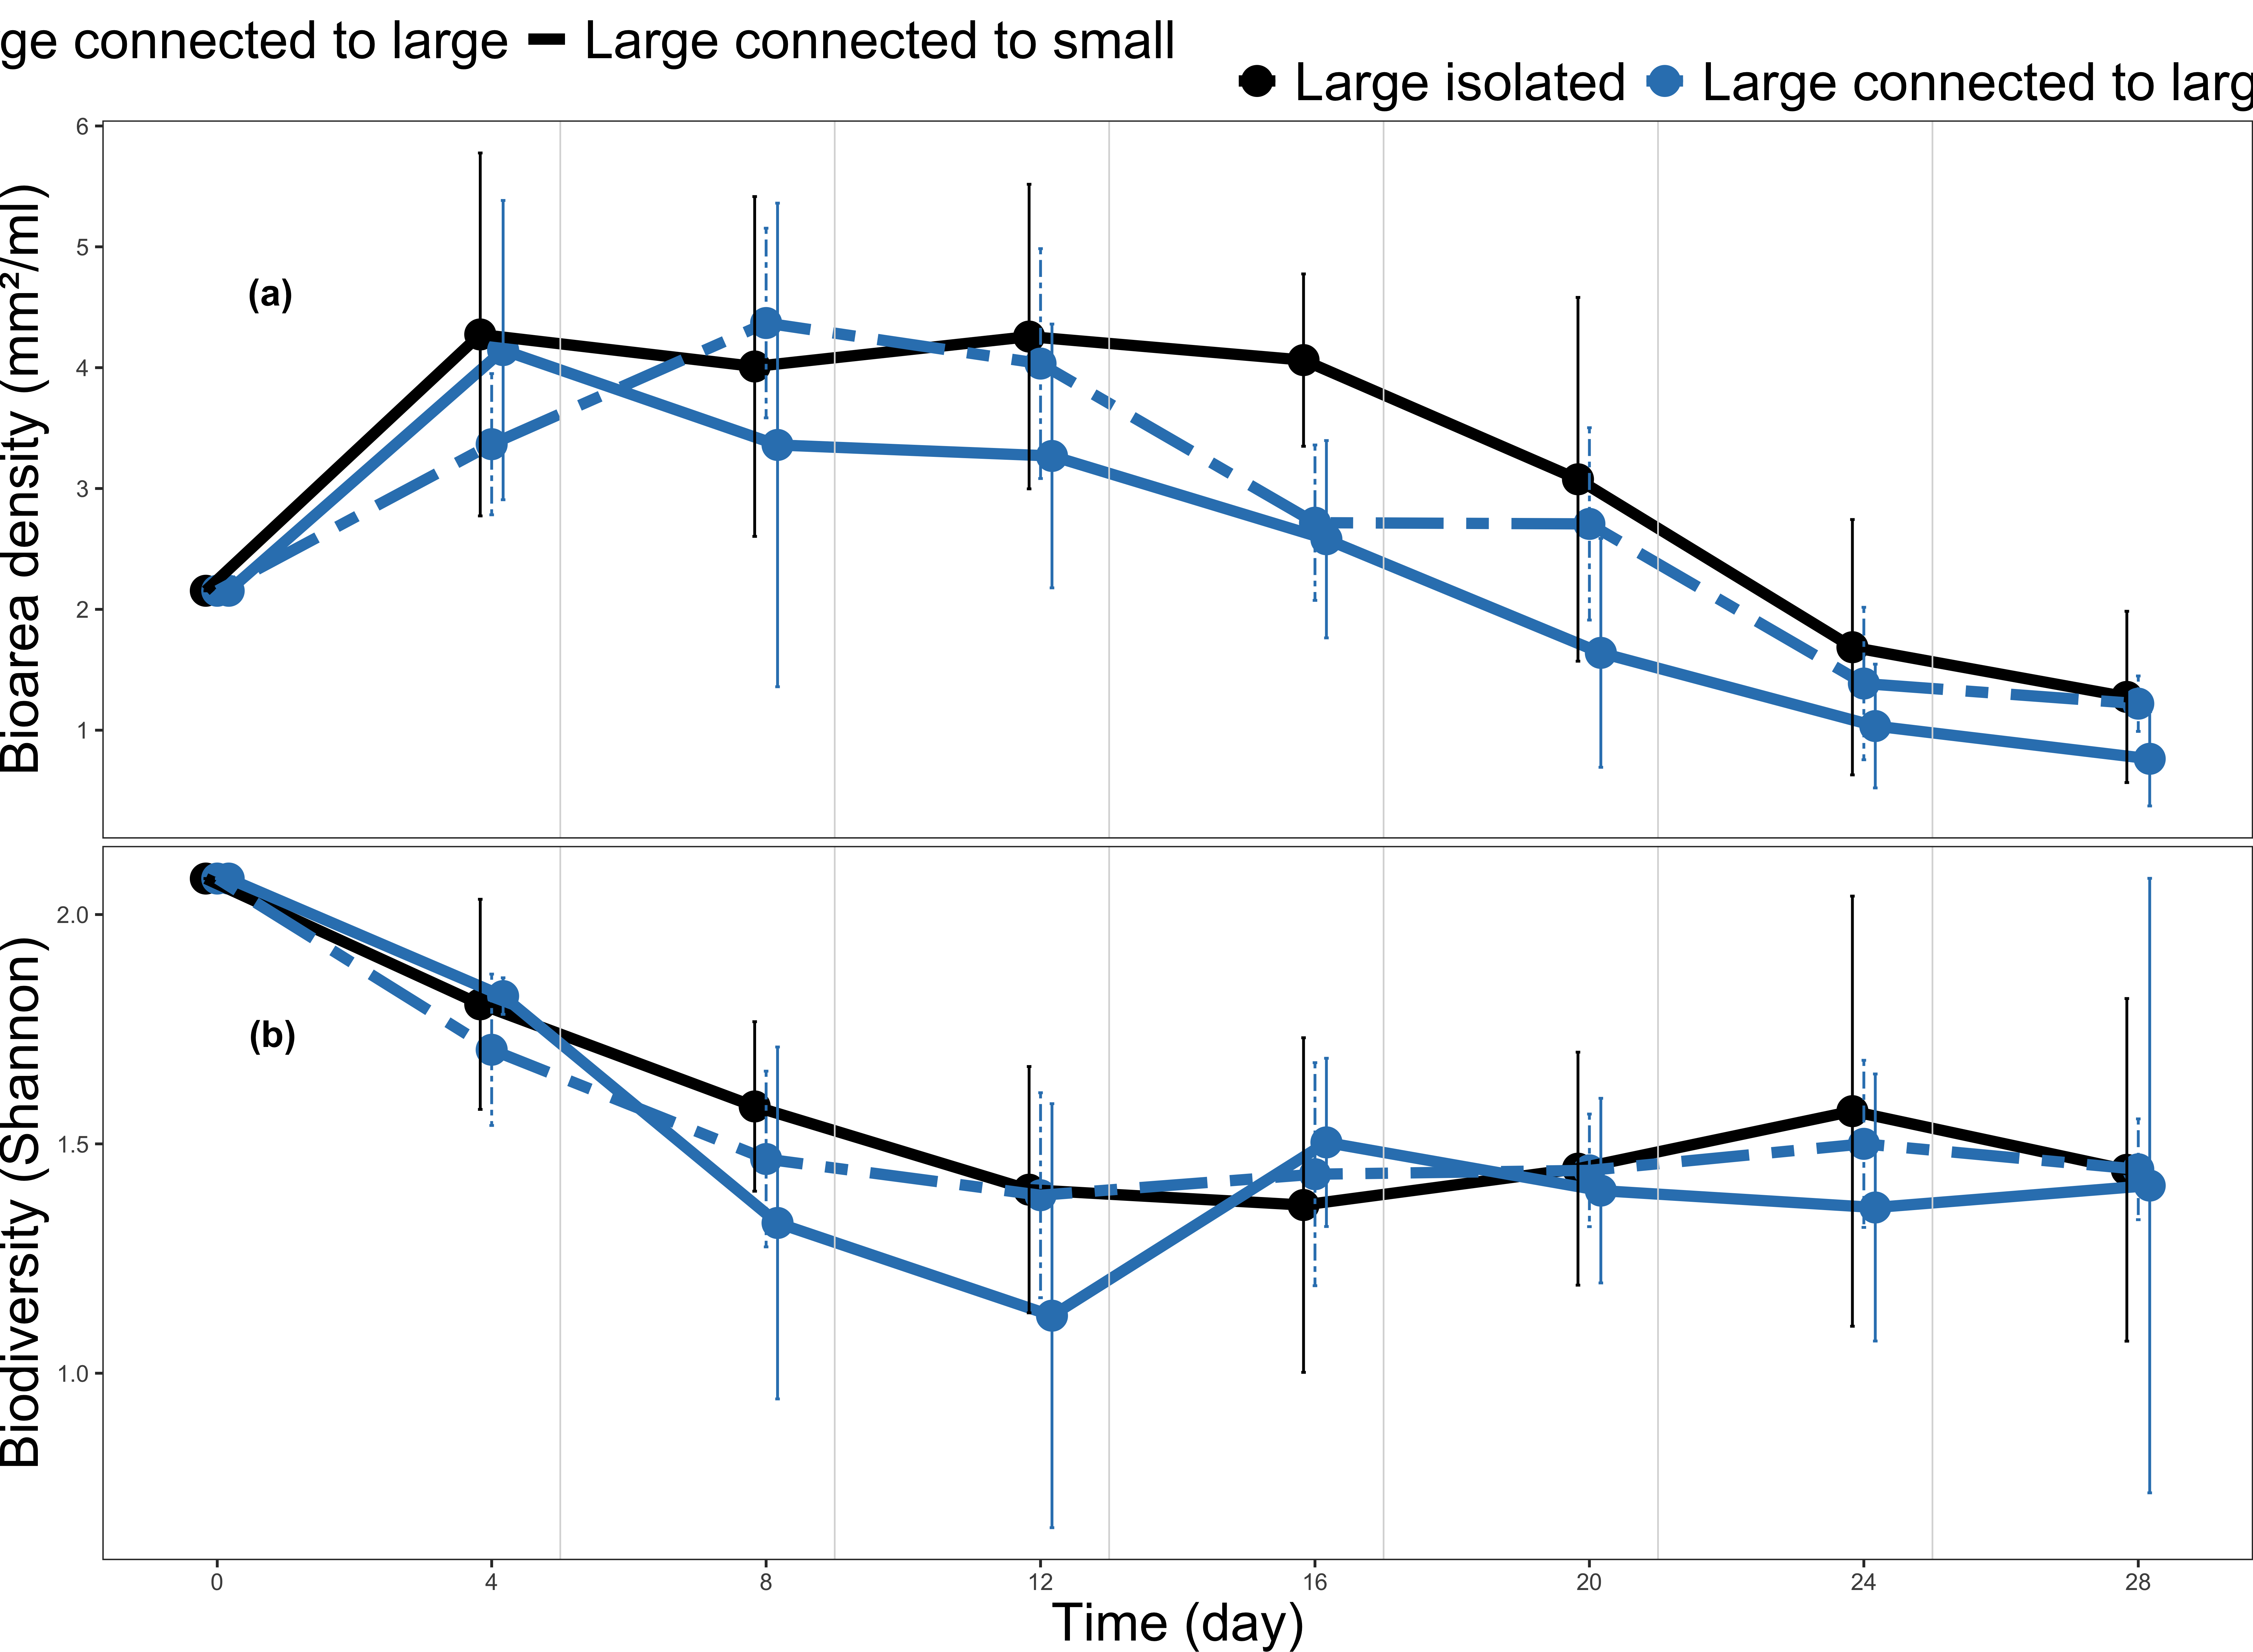 ge connected to large Large connected to small
Large isolated Large connected to larg
Bioarea density (mm²/ml)
6
5
4
3
2
1
(a)
Biodiversity (Shannon)
2.0
1.5
1.0
(b)
0 4 8 12 16 20 24 28
Time (day)